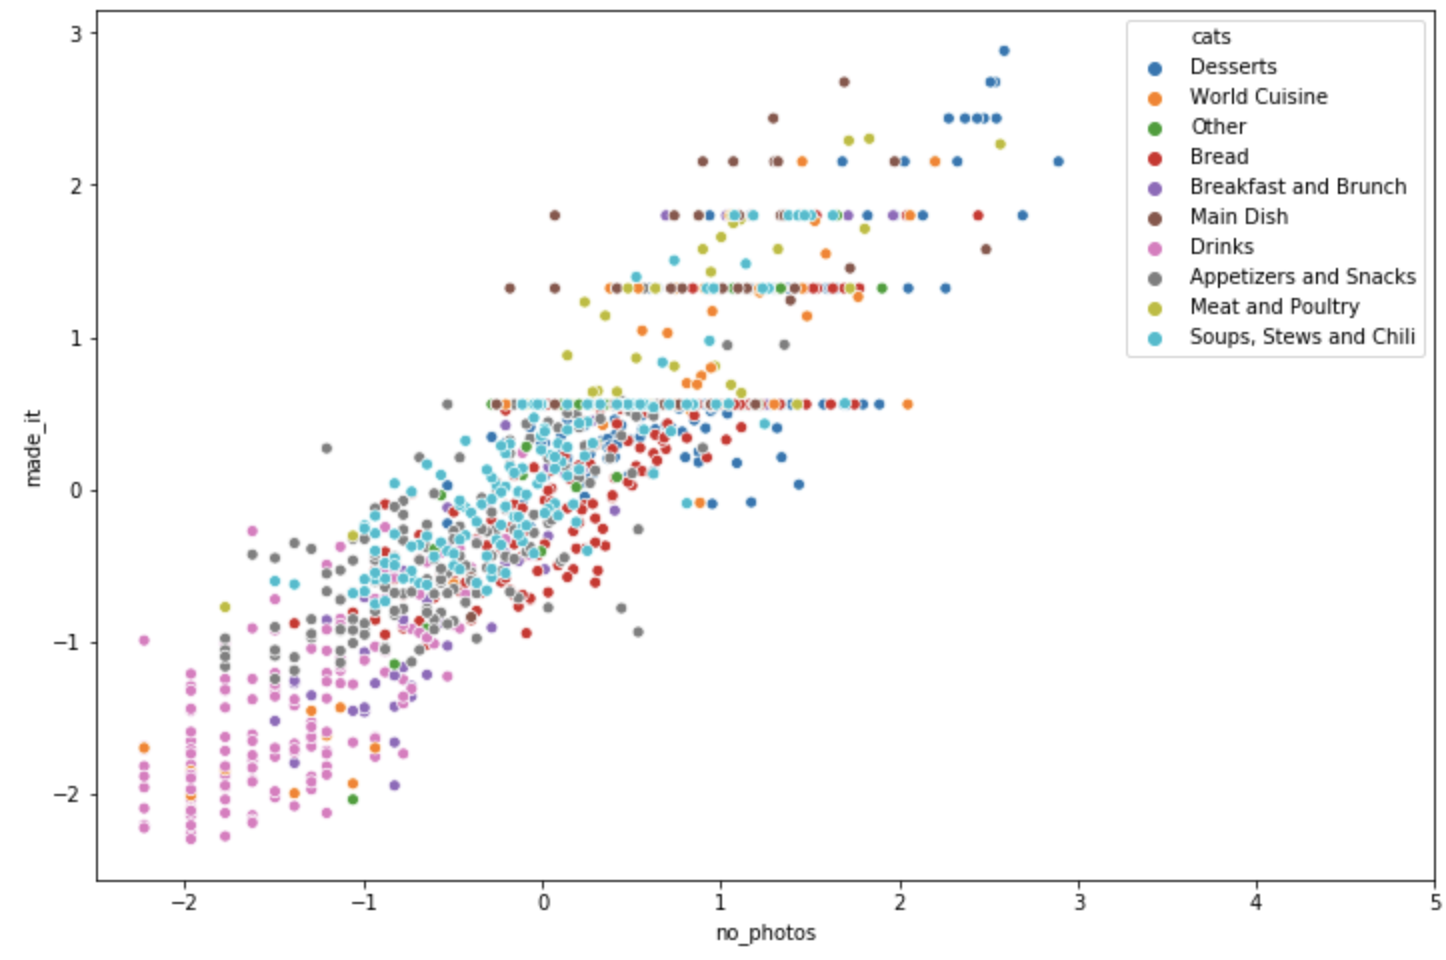 cats
Desserts
World Cuisine
Other
Bread
Breakfast and Brunch
Main Dish
Drinks
Appetizers and Snacks
Meat and Poultry
Soups, Stews and Chili
3
2
1
0
−1
−2
made_it
−2 −1 0 1 2 3 4 5
no_photos